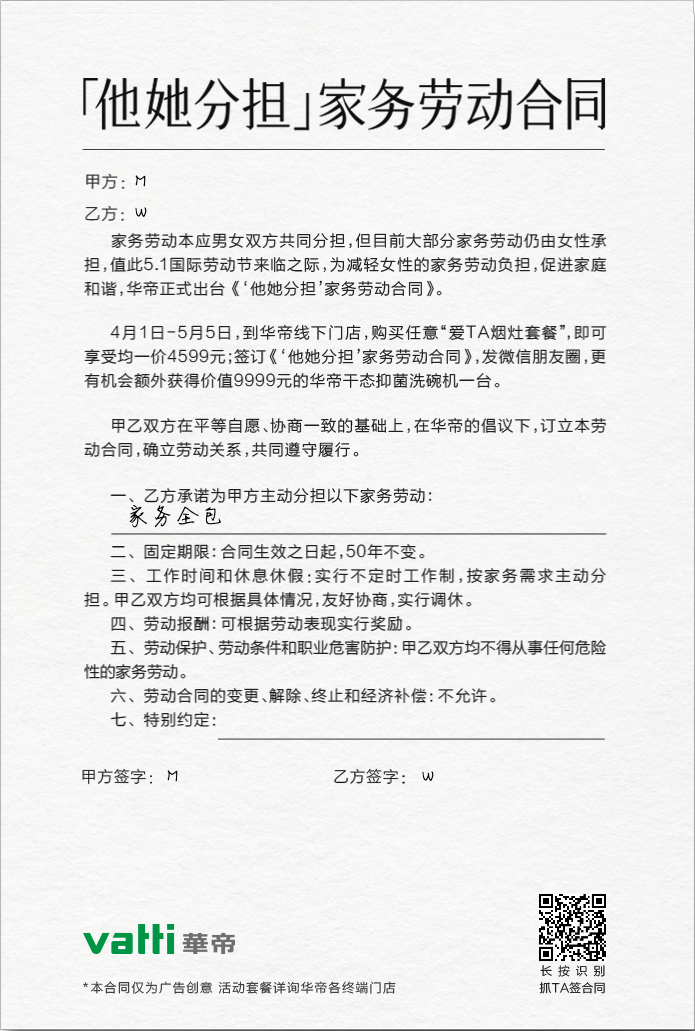 「他她分担」家务劳动合同
甲方：M
乙方：W
家务劳动本应男女双方共同分担，但目前大部分家务劳动仍由女性承
担，值此5.1国际劳动节来临之际，为减轻女性的家务劳动负担，促进家庭
和谐，华帝正式出台《‘他她分担’家务劳动合同》。
4月1日-5月5日，到华帝线下门店，购买任意“爱TA烟灶套餐”，即可
享受均一价4599元；签订《‘他她分担’家务劳动合同》，发微信朋友圈，更
有机会额外获得价值9999元的华帝干态抑菌洗碗机一台。
甲乙双方在平等自愿、协商一致的基础上，在华帝的倡议下，订立本劳
动合同，确立劳动关系，共同遵守履行。
一、乙方承诺为甲方主动分担以下家务劳动：
家务全包
二、固定期限：合同生效之日起，50年不变。
三、工作时间和休息休假：实行不定时工作制，按家务需求主动分
担。甲乙双方均可根据具体情况，友好协商，实行调休。
四、劳动报酬：可根据劳动表现实行奖励。
五、劳动保护、劳动条件和职业危害防护：甲乙双方均不得从事任何危险
性的家务劳动。
六、劳动合同的变更、解除、终止和经济补偿：不允许。
七、特别约定：
甲方签字：M 乙方签字：W
vatti 華帝
长按识别
抓TA签合同
*本合同仅为广告创意 活动套餐详询华帝各终端门店